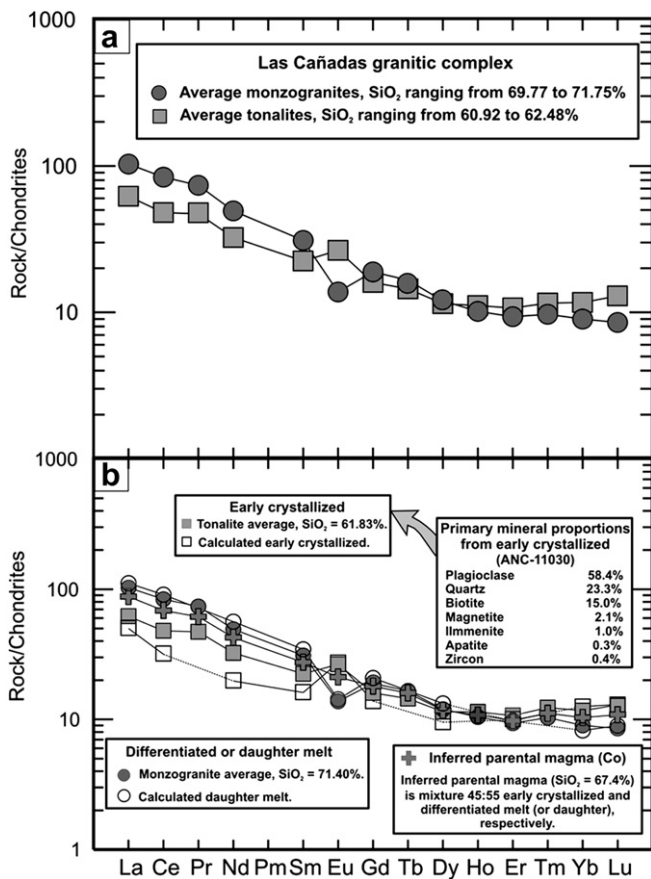 1000
a
Las Cañadas granitic complex
Average monzogranites, SiO₂ ranging from 69.77 to 71.75%
Average tonalites, SiO₂ ranging from 60.92 to 62.48%
100
Rock/Chondrites
10
1000
b
Early crystallized
Tonalite average, SiO₂ = 61.83%.
Calculated early crystallized.
Primary mineral proportions
from early crystallized
(ANC-11030)
Plagioclase 58.4%
Quartz 23.3%
Biotite 15.0%
Magnetite 2.1%
Ilmmenite 1.0%
Apatite 0.3%
Zircon 0.4%
100
Rock/Chondrites
10
Differentiated or daughter melt
Monzogranite average, SiO₂ = 71.40%.
Calculated daughter melt.
Inferred parental magma (Co)
Inferred parental magma (SiO₂ = 67.4%)
is mixture 45:55 early crystallized and
differentiated melt (or daughter),
respectively.
1
La Ce Pr Nd Pm Sm Eu Gd Tb Dy Ho Er Tm Yb Lu